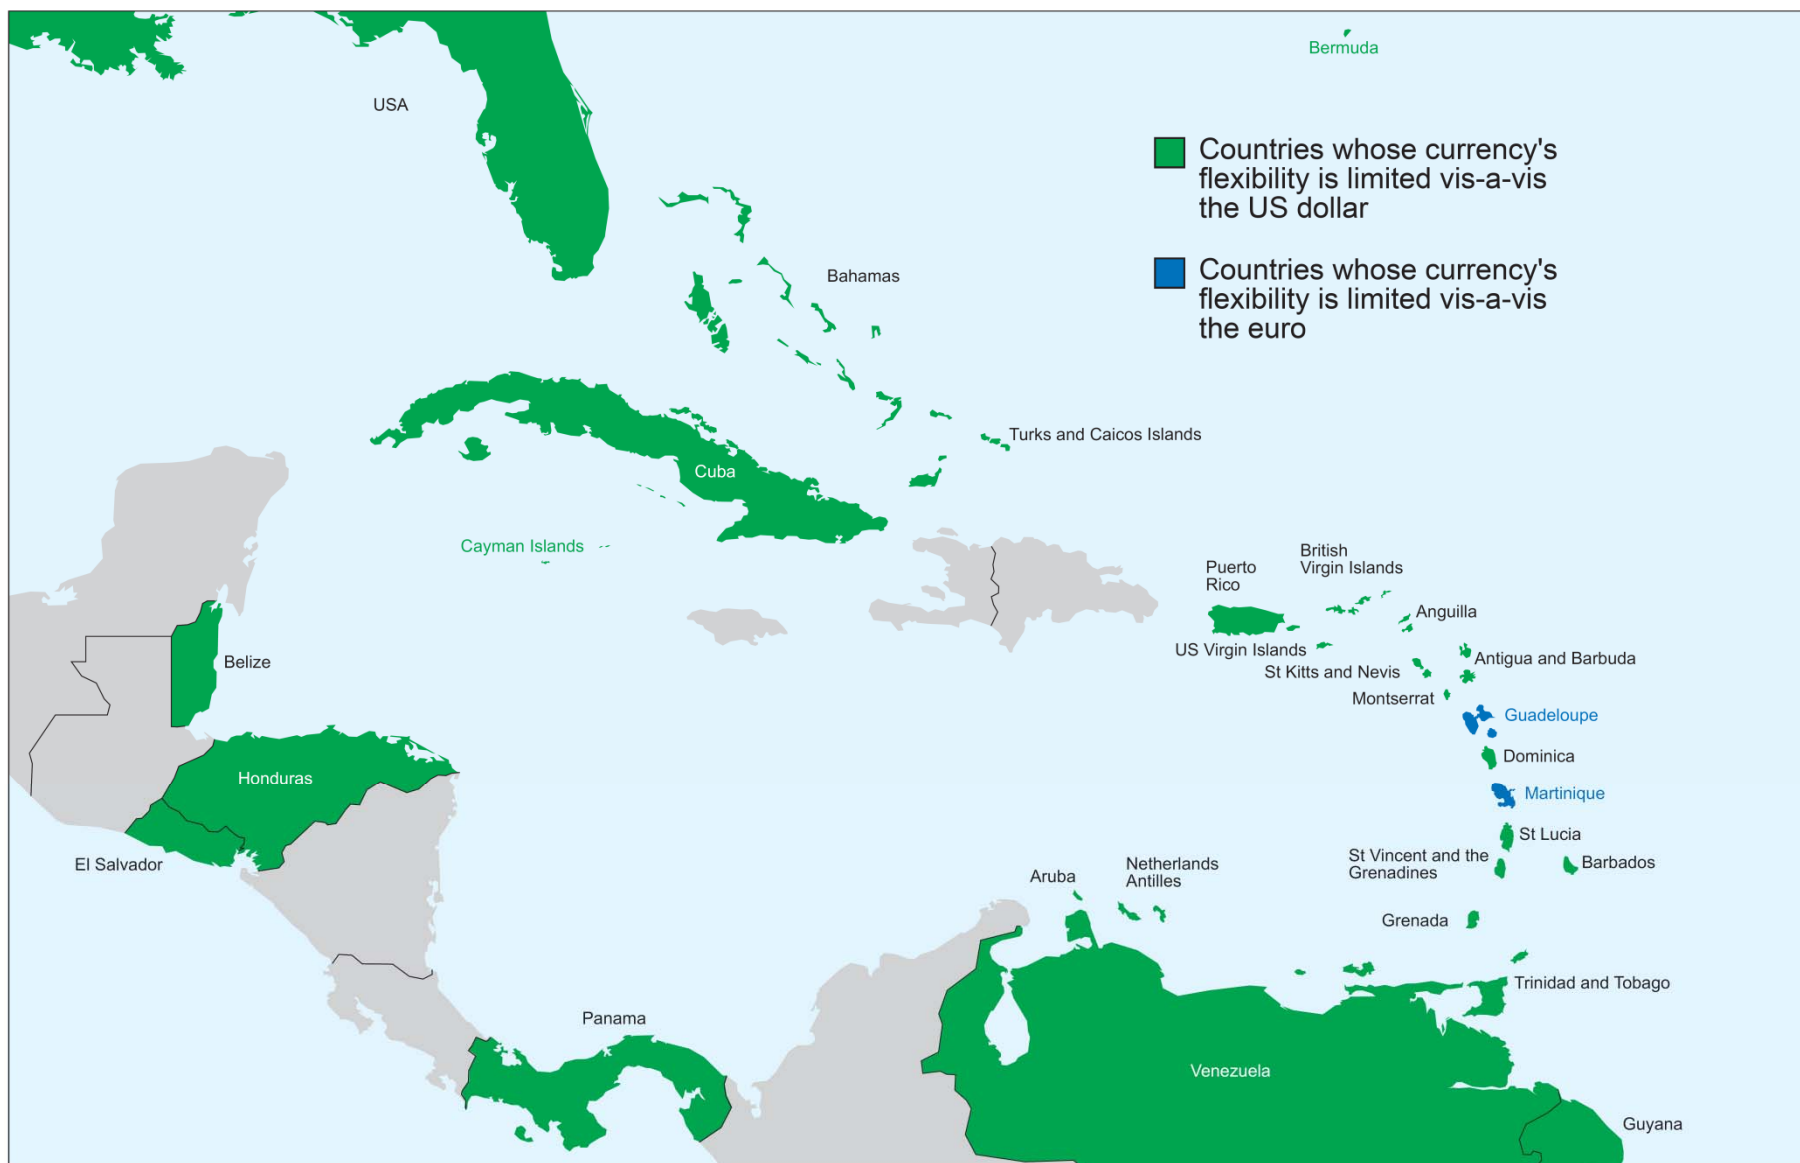 Bermuda
USA
Countries whose currency's
flexibility is limited vis-a-vis
the US dollar
Countries whose currency's
flexibility is limited vis-a-vis
the euro
Bahamas
Turks and Caicos Islands
Cuba
Cayman Islands
British
Virgin Islands
Puerto
Rico
Anguilla
US Virgin Islands
Antigua and Barbuda
St Kitts and Nevis
Montserrat
Belize
Guadeloupe
Dominica
Honduras
Martinique
St Lucia
El Salvador
St Vincent and the
Grenadines
Barbados
Netherlands
Antilles
Aruba
Grenada
Trinidad and Tobago
Panama
Venezuela
Guyana